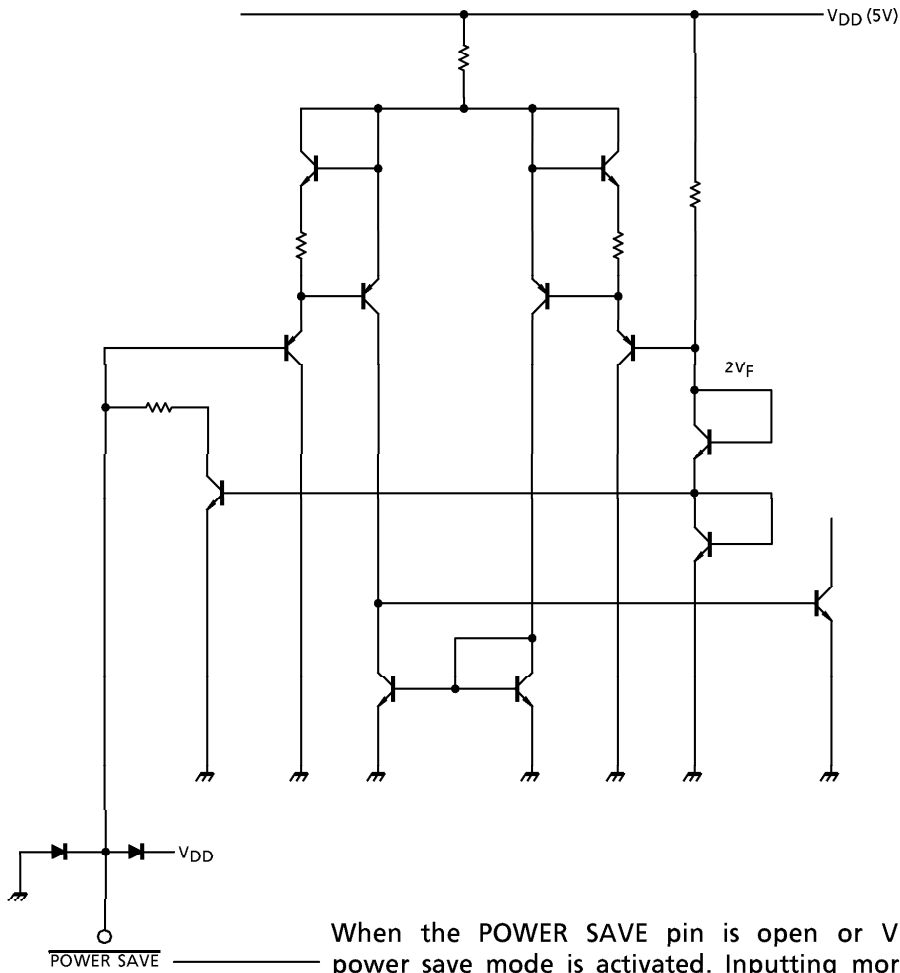 VDD (5V)
2VF
VDD
POWER SAVE
When the POWER SAVE pin is open or V
power save mode is activated. Inputting mor